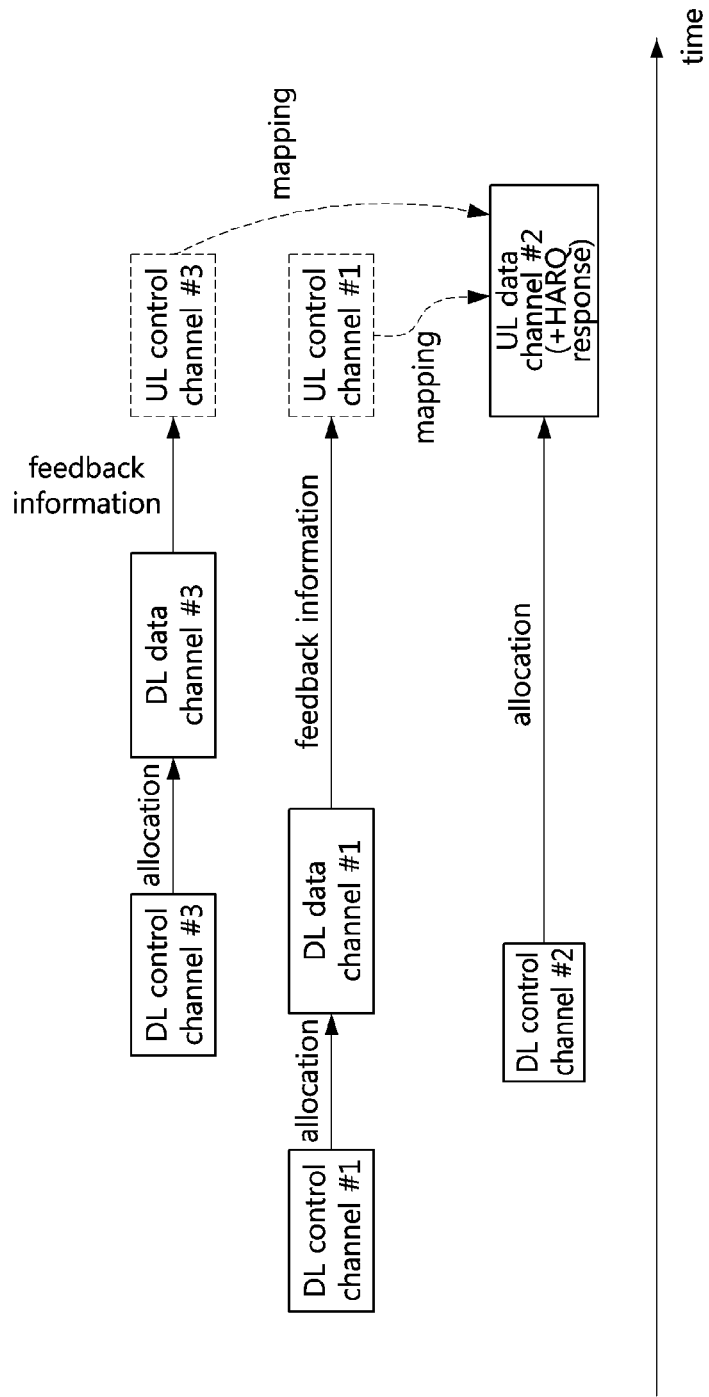 DL control
channel #3
allocation
DL data
channel #3
feedback
information
UL control
channel #3
mapping
DL control
channel #1
allocation
DL data
channel #1
feedback information
UL control
channel #1
mapping
DL control
channel #2
allocation
UL data
channel #2
(+HARQ
response)
time